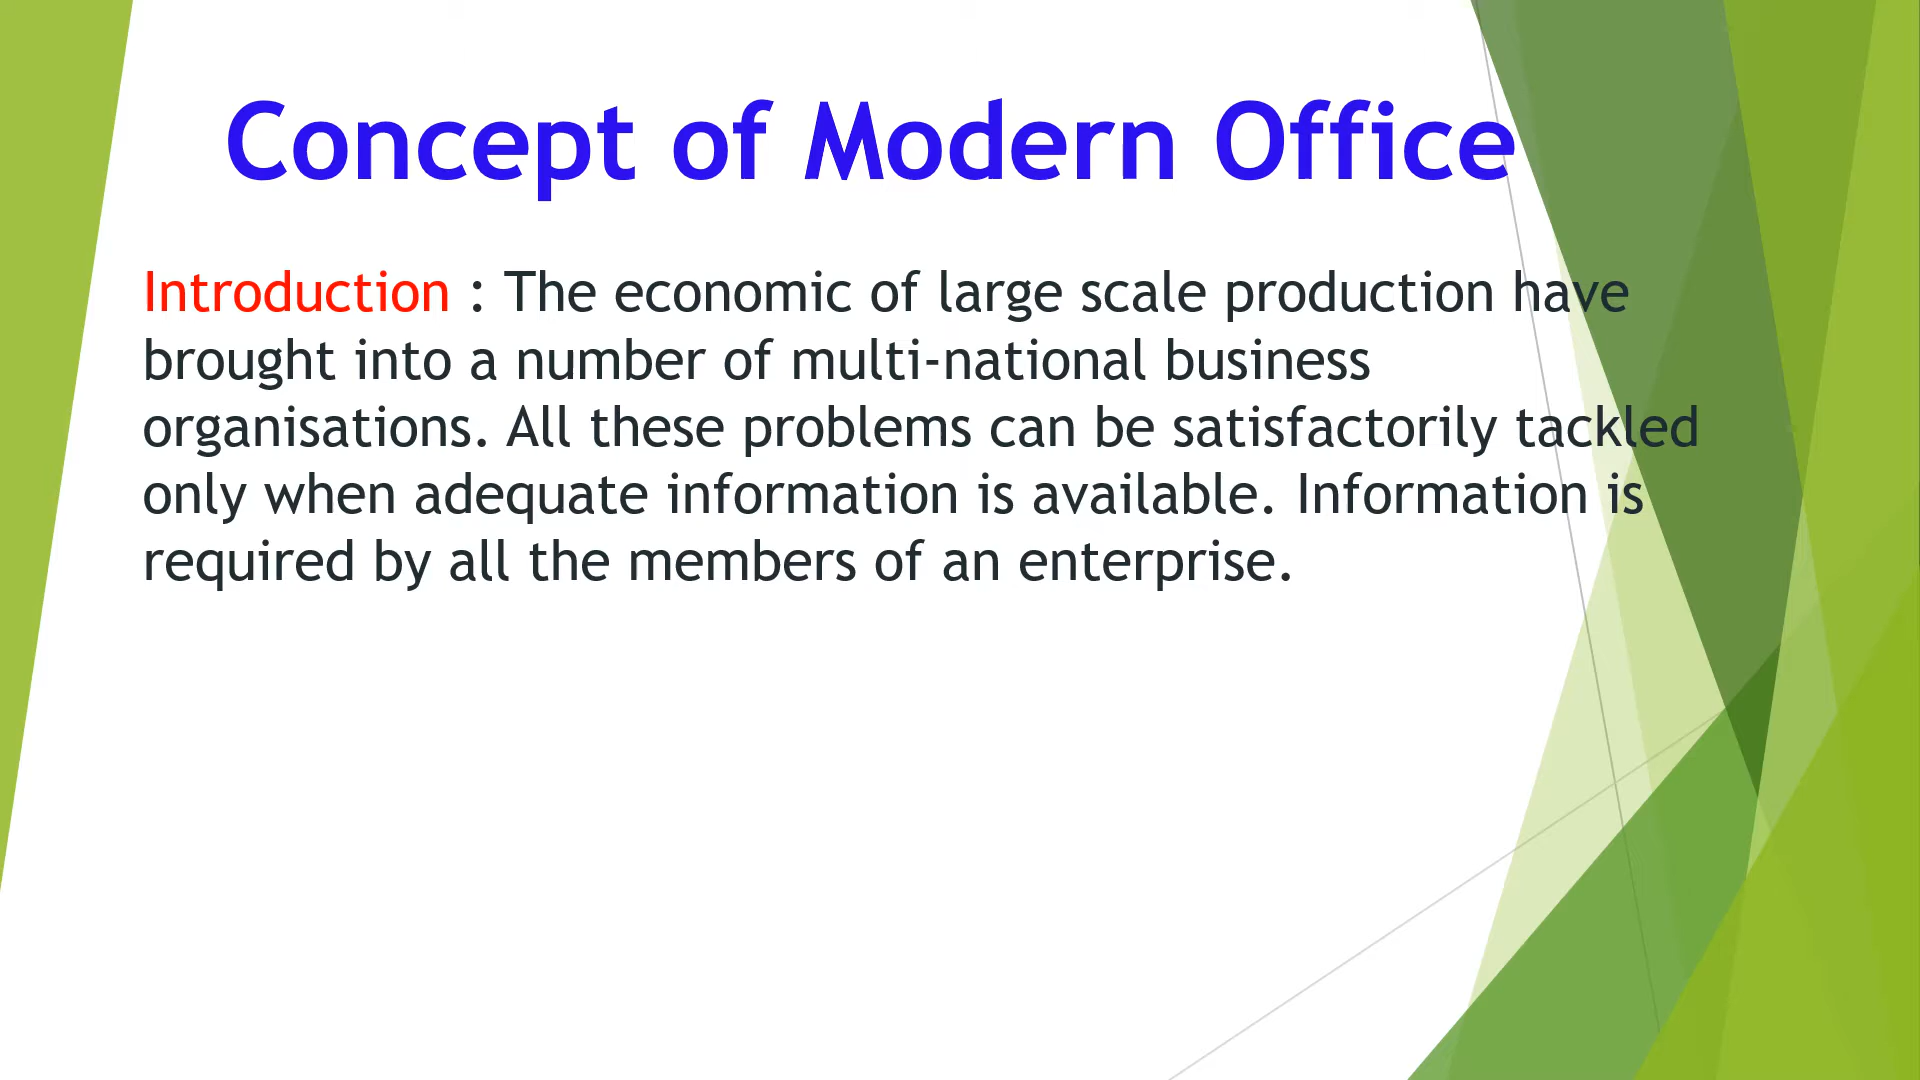 Concept of Modern Office
Introduction : The economic of large scale production have
brought into a number of multi-national business
organisations. All these problems can be satisfactorily tackled
only when adequate information is available. Information is
required by all the members of an enterprise.